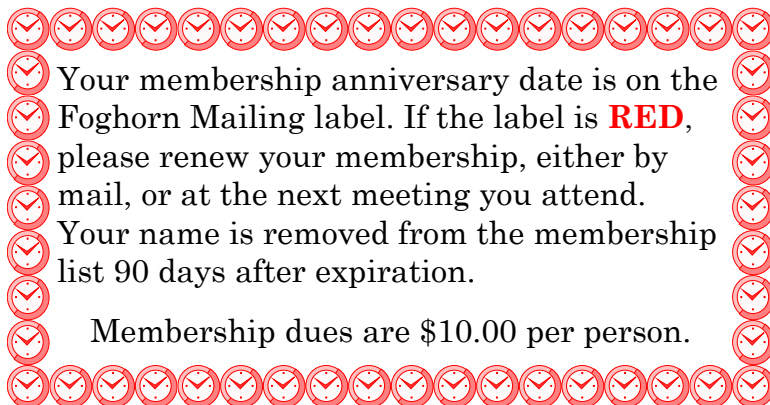 Your membership anniversary date is on the
Foghorn Mailing label. If the label is RED,
please renew your membership, either by
mail, or at the next meeting you attend.
Your name is removed from the membership
list 90 days after expiration.
Membership dues are $10.00 per person.